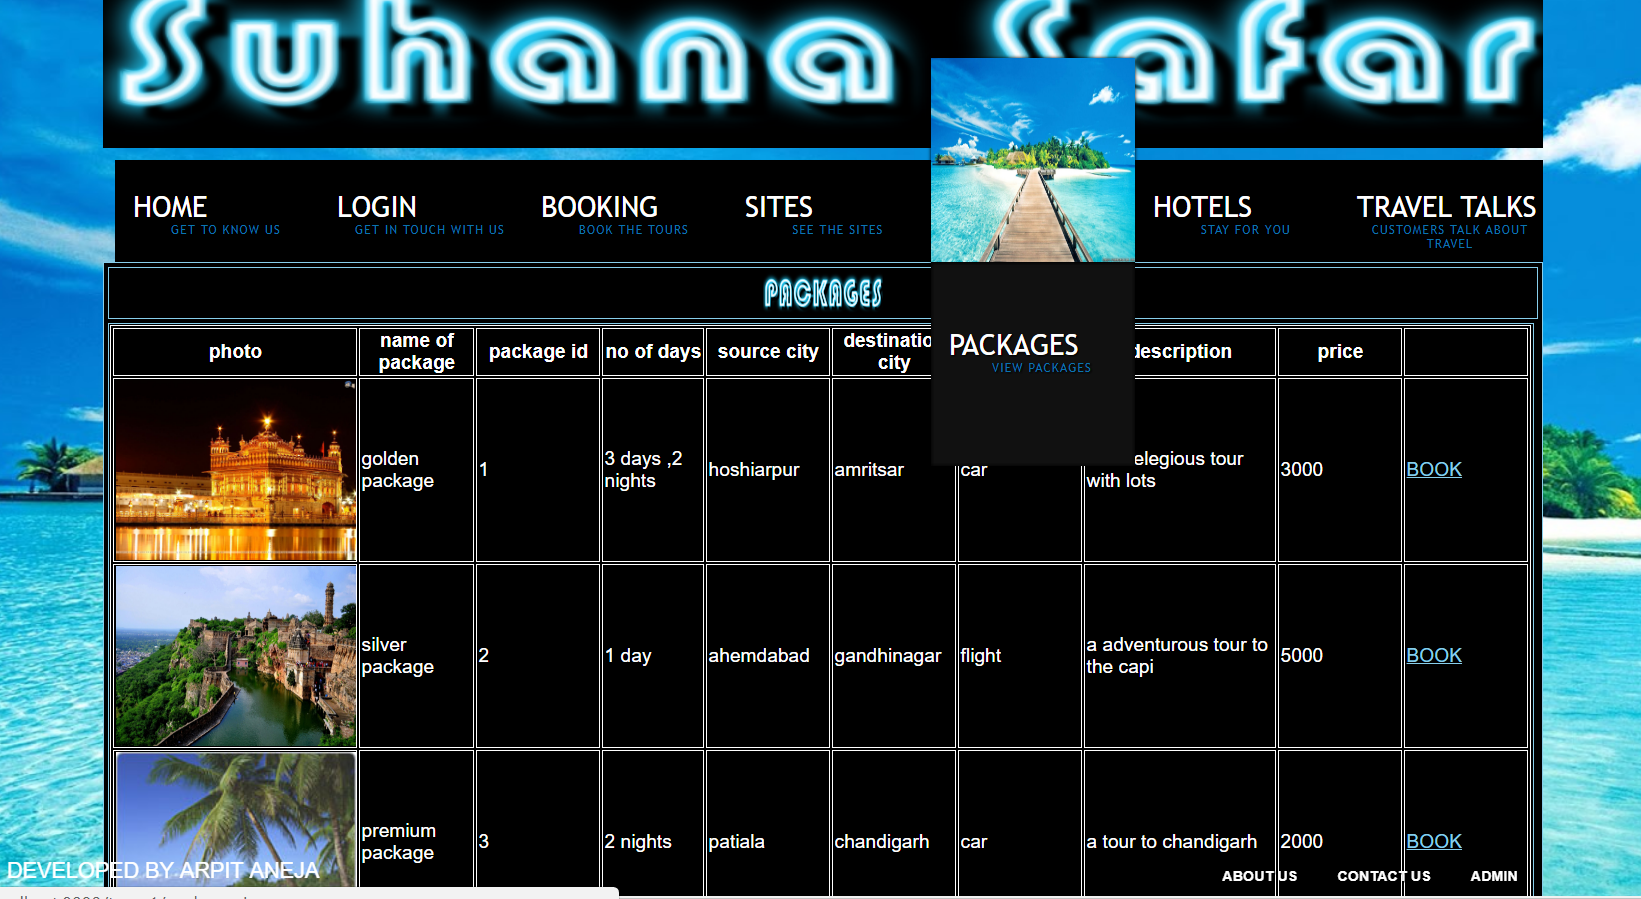 Suhana Safar
HOME
GET TO KNOW US
LOGIN
GET IN TOUCH WITH US
BOOKING
BOOK THE TOURS
SITES
SEE THE SITES
HOTELS
STAY FOR YOU
TRAVEL TALKS
CUSTOMERS TALK ABOUT
TRAVEL
PACKAGES
PACKAGES
VIEW PACKAGES
photo
name of
package
package id
no of days
source city
city
description
price
golden
package
1
3 days ,2
nights
hoshiarpur
amritsar
car
tour
with lots
3000
BOOK
silver
package
2
1 day
ahemdabad
gandhinagar
flight
a adventurous tour to
the capi
5000
BOOK
premium
package
3
2 nights
patiala
chandigarh
car
a tour to chandigarh
2000
BOOK
DEVELOPED BY ARPIT ANEJA
ABOUT US
CONTACT US
ADMIN